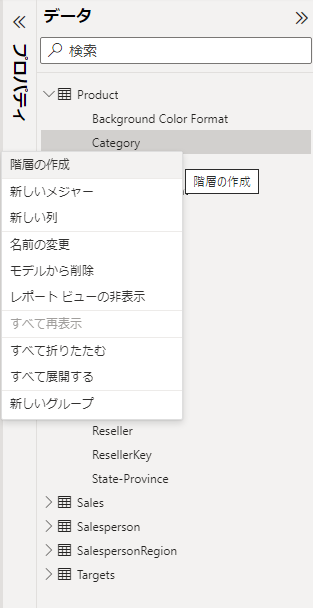 データ
プロパティ
検索
Product
Background Color Format
Category
階層の作成
階層の作成
新しいメジャー
新しい列
名前の変更
モデルから削除
レポート ビューの非表示
すべて再表示
すべて折りたたむ
すべて展開する
新しいグループ
Reseller
ResellerKey
State-Province
Sales
Salesperson
SalespersonRegion
Targets